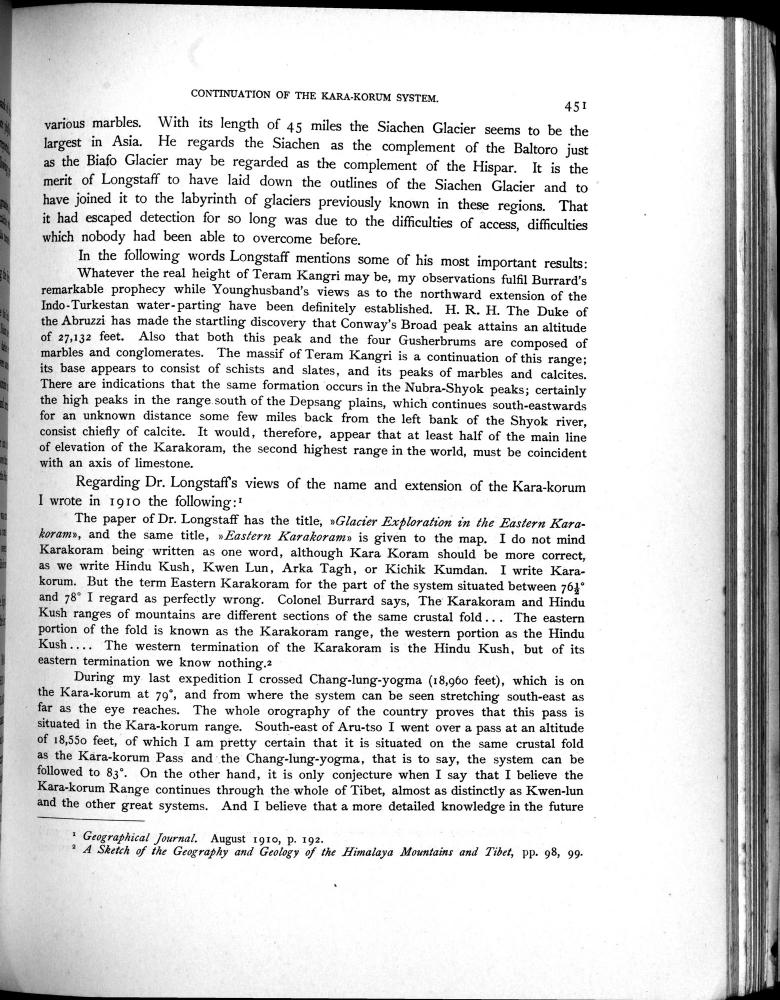 CONTINUATION OF THE KARA-KORUM SYSTEM.
451
various marbles. With its length of 45 miles the Siachen Glacier seems to be the
largest in Asia. He regards the Siachen as the complement of the Baltoro just
as the Biafo Glacier may be regarded as the complement of the Hispar. It is the
merit of Longstaff to have laid down the outlines of the Siachen Glacier and to
have joined it to the labyrinth of glaciers previously known in these regions. That
it had escaped detection for so long was due to the difficulties of access, difficulties
which nobody had been able to overcome before.
In the following words Longstaff mentions some of his most important results:
Whatever the real height of Teram Kangri may be, my observations fulfil Burrard's
remarkable prophecy while Younghusband's views as to the northward extension of the
Indo-Turkestan water-parting have been definitely established. H. R. H. The Duke of
the Abruzzi has made the startling discovery that Conway's Broad peak attains an altitude
of 27,132 feet. Also that both this peak and the four Gusherbrums are composed of
marbles and conglomerates. The massif of Teram Kangri is a continuation of this range;
its base appears to consist of schists and slates, and its peaks of marbles and calcites.
There are indications that the same formation occurs in the Nubra-Shyok peaks; certainly
the high peaks in the range south of the Depsang plains, which continues south-eastwards
for an unknown distance some few miles back from the left bank of the Shyok river,
consist chiefly of calcite. It would, therefore, appear that at least half of the main line
of elevation of the Karakoram, the second highest range in the world, must be coincident
with an axis of limestone.
Regarding Dr. Longstaff's views of the name and extension of the Kara-korum
I wrote in 1910 the following:¹
The paper of Dr. Longstaff has the title, »Glacier Exploration in the Eastern Kara-
koram», and the same title, »Eastern Karakoram» is given to the map. I do not mind
Karakoram being written as one word, although Kara Koram should be more correct,
as we write Hindu Kush, Kwen Lun, Arka Tagh, or Kichik Kumdan. I write Kara-
korum. But the term Eastern Karakoram for the part of the system situated between 76½°
and 78° I regard as perfectly wrong. Colonel Burrard says, The Karakoram and Hindu
Kush ranges of mountains are different sections of the same crustal fold... The eastern
portion of the fold is known as the Karakoram range, the western portion as the Hindu
Kush.... The western termination of the Karakoram is the Hindu Kush, but of its
eastern termination we know nothing.²
During my last expedition I crossed Chang-lung-yogma (18,960 feet), which is on
the Kara-korum at 79°, and from where the system can be seen stretching south-east as
far as the eye reaches. The whole orography of the country proves that this pass is
situated in the Kara-korum range. South-east of Aru-tso I went over a pass at an altitude
of 18,550 feet, of which I am pretty certain that it is situated on the same crustal fold
as the Kara-korum Pass and the Chang-lung-yogma, that is to say, the system can be
followed to 83°. On the other hand, it is only conjecture when I say that I believe the
Kara-korum Range continues through the whole of Tibet, almost as distinctly as Kwen-lun
and the other great systems. And I believe that a more detailed knowledge in the future
¹ Geographical Journal. August 1910, p. 192.
² A Sketch of the Geography and Geology of the Himalaya Mountains and Tibet, pp. 98, 99.